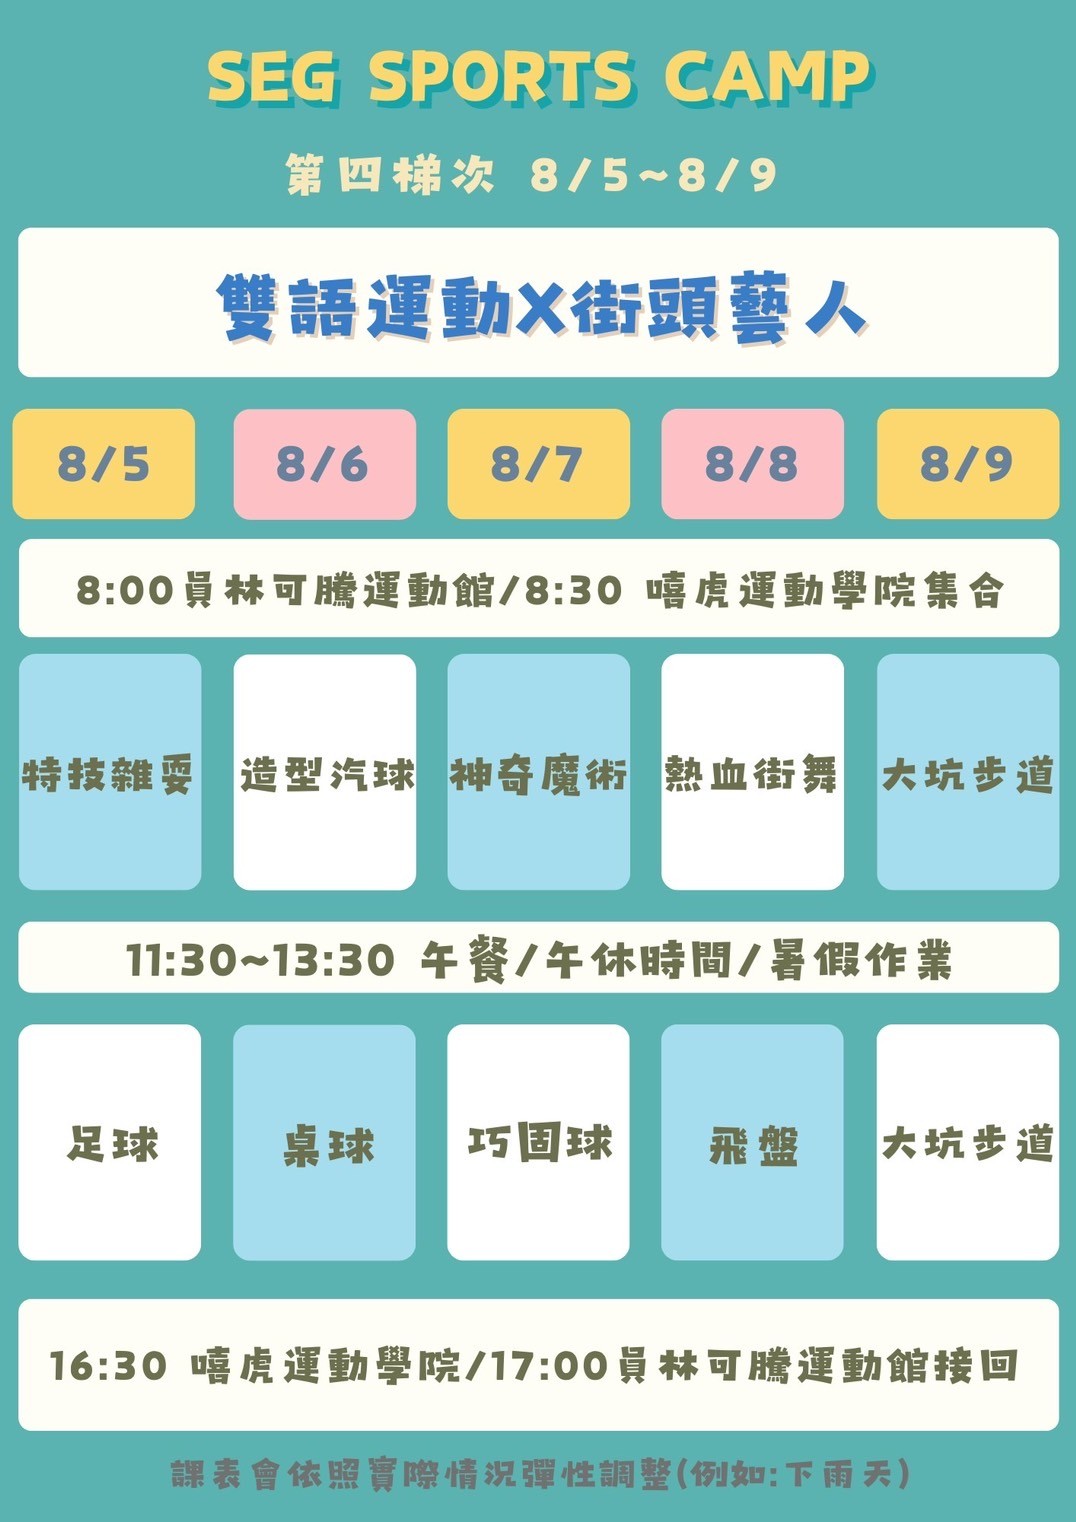 SEG SPORTS CAMP
第四梯次 8/5~8/9
雙語運動X街頭藝人
8/5 8/6 8/7 8/8 8/9
8:00員林可騰運動館/8:30 嘻虎運動學院集合
特技雜耍 造型汽球 神奇魔術 熱血街舞 大坑步道
11:30~13:30 午餐/午休時間/暑假作業
足球 桌球 巧固球 飛盤 大坑步道
16:30 嘻虎運動學院/17:00員林可騰運動館接回
課表會依照實際情況彈性調整(例如:下雨天)